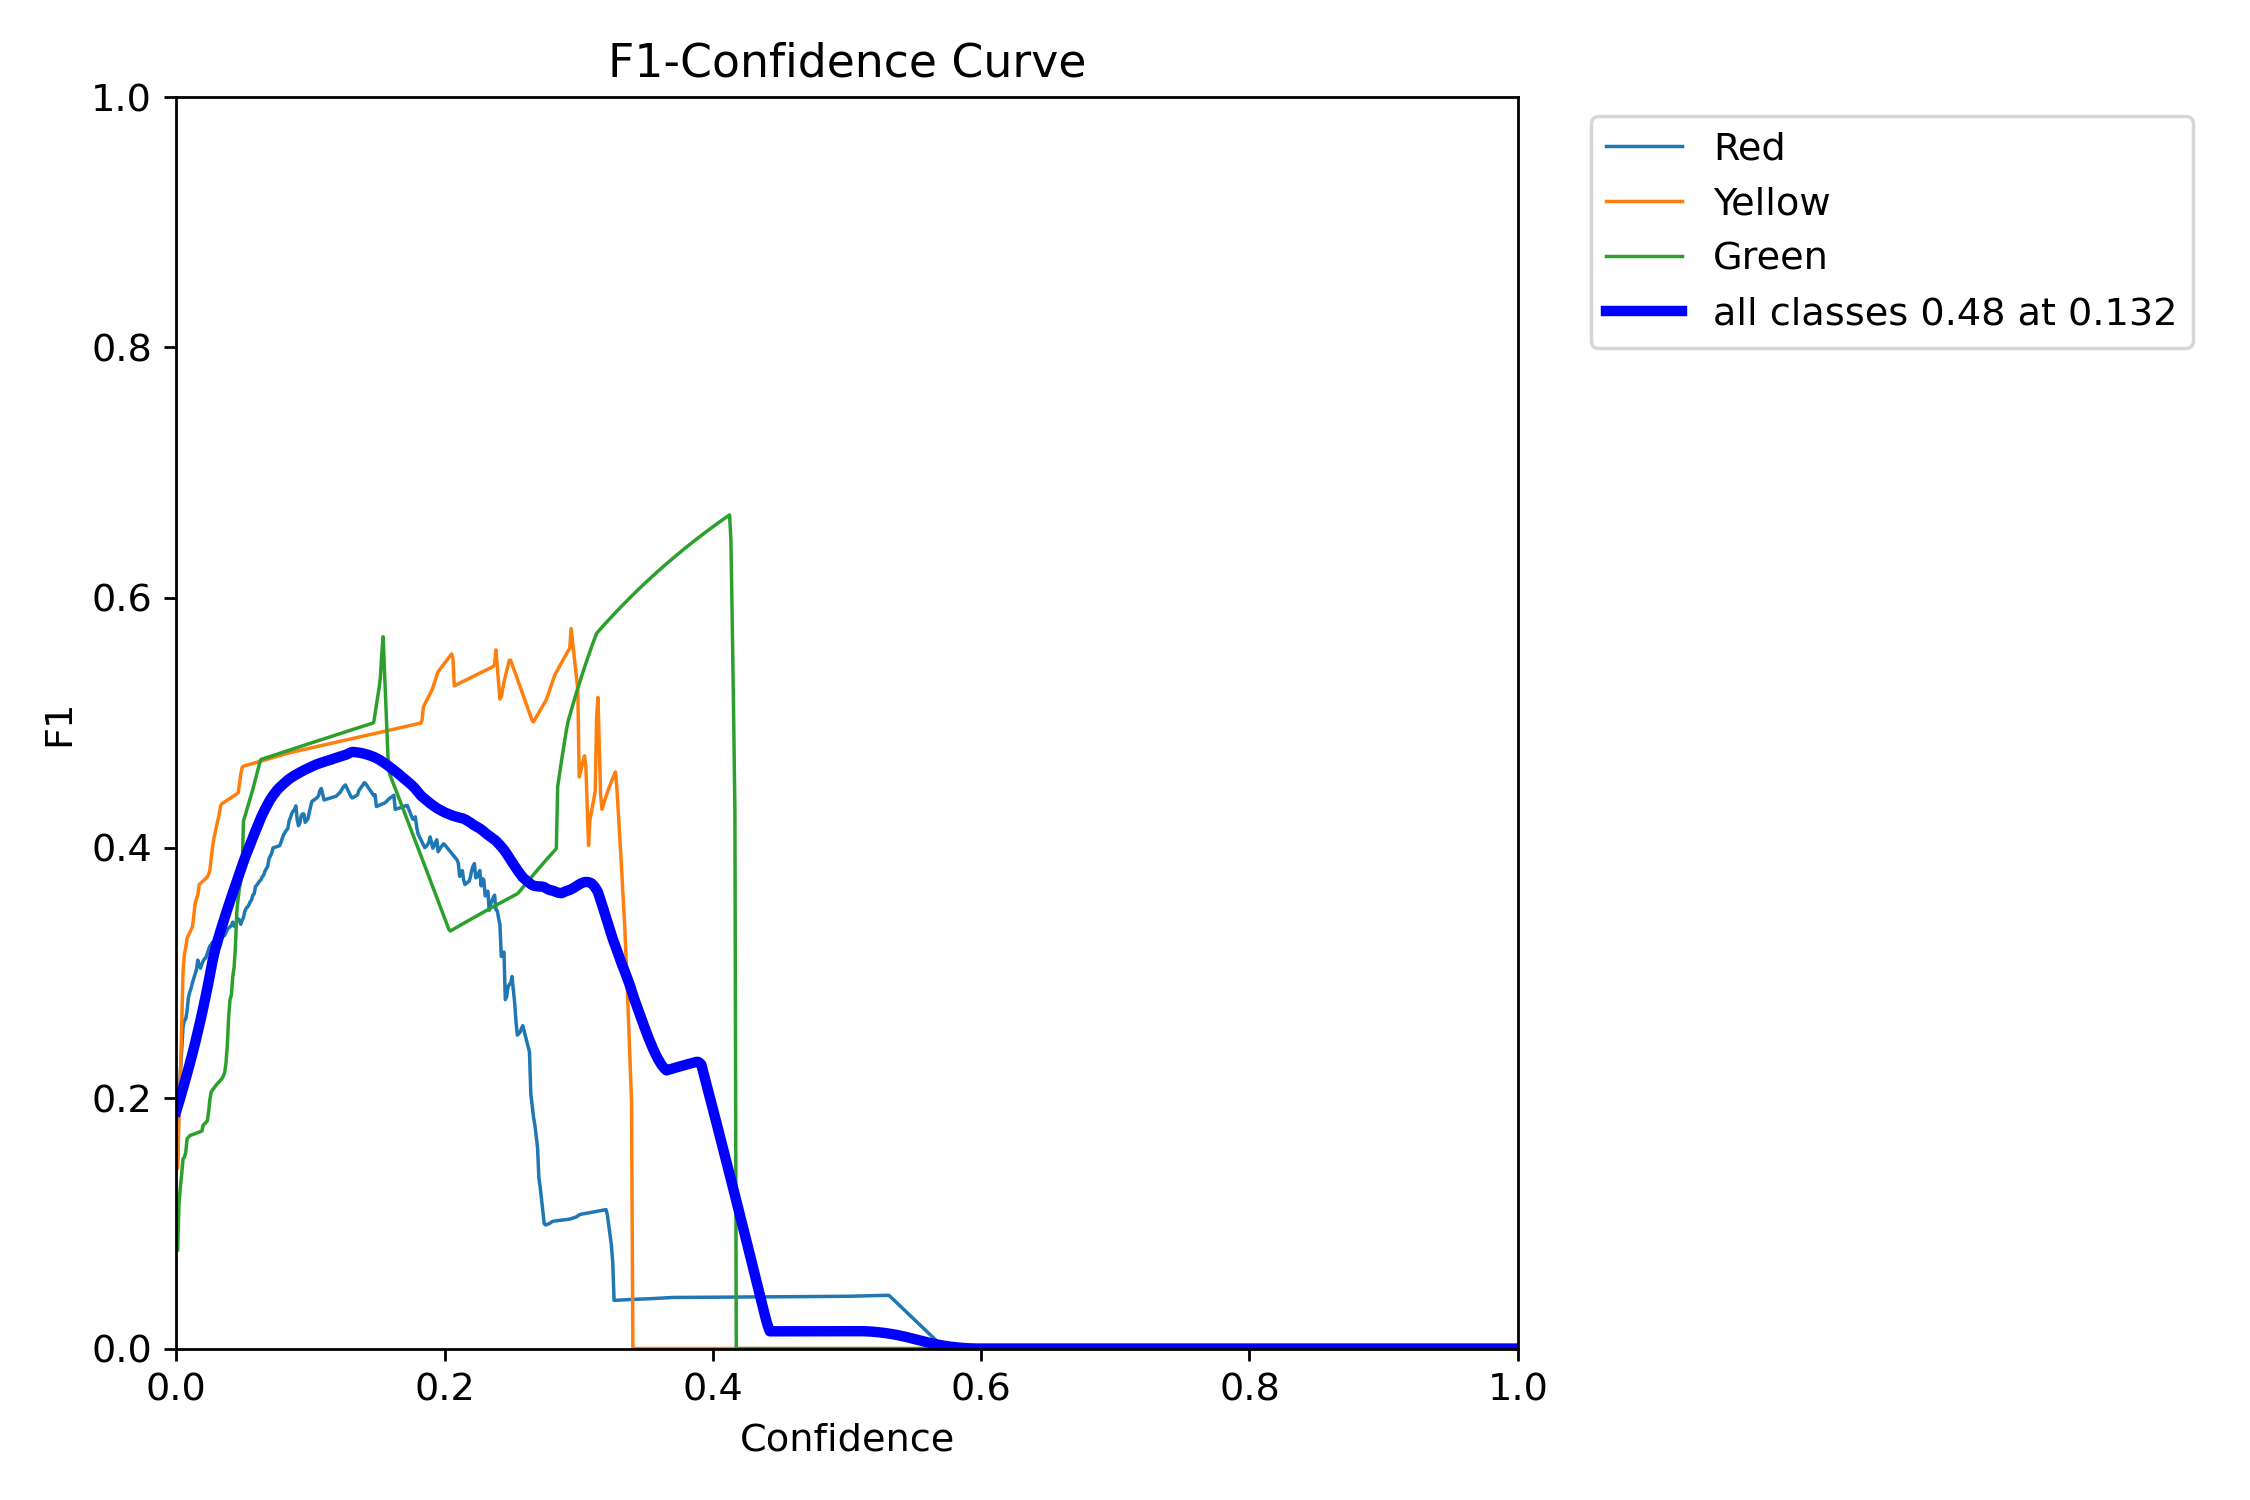 F1-Confidence Curve
1.0
0.8
0.6
0.4
0.2
0.0
F1
0.0 0.2 0.4 0.6 0.8 1.0
Confidence
Red
Yellow
Green
all classes 0.48 at 0.132